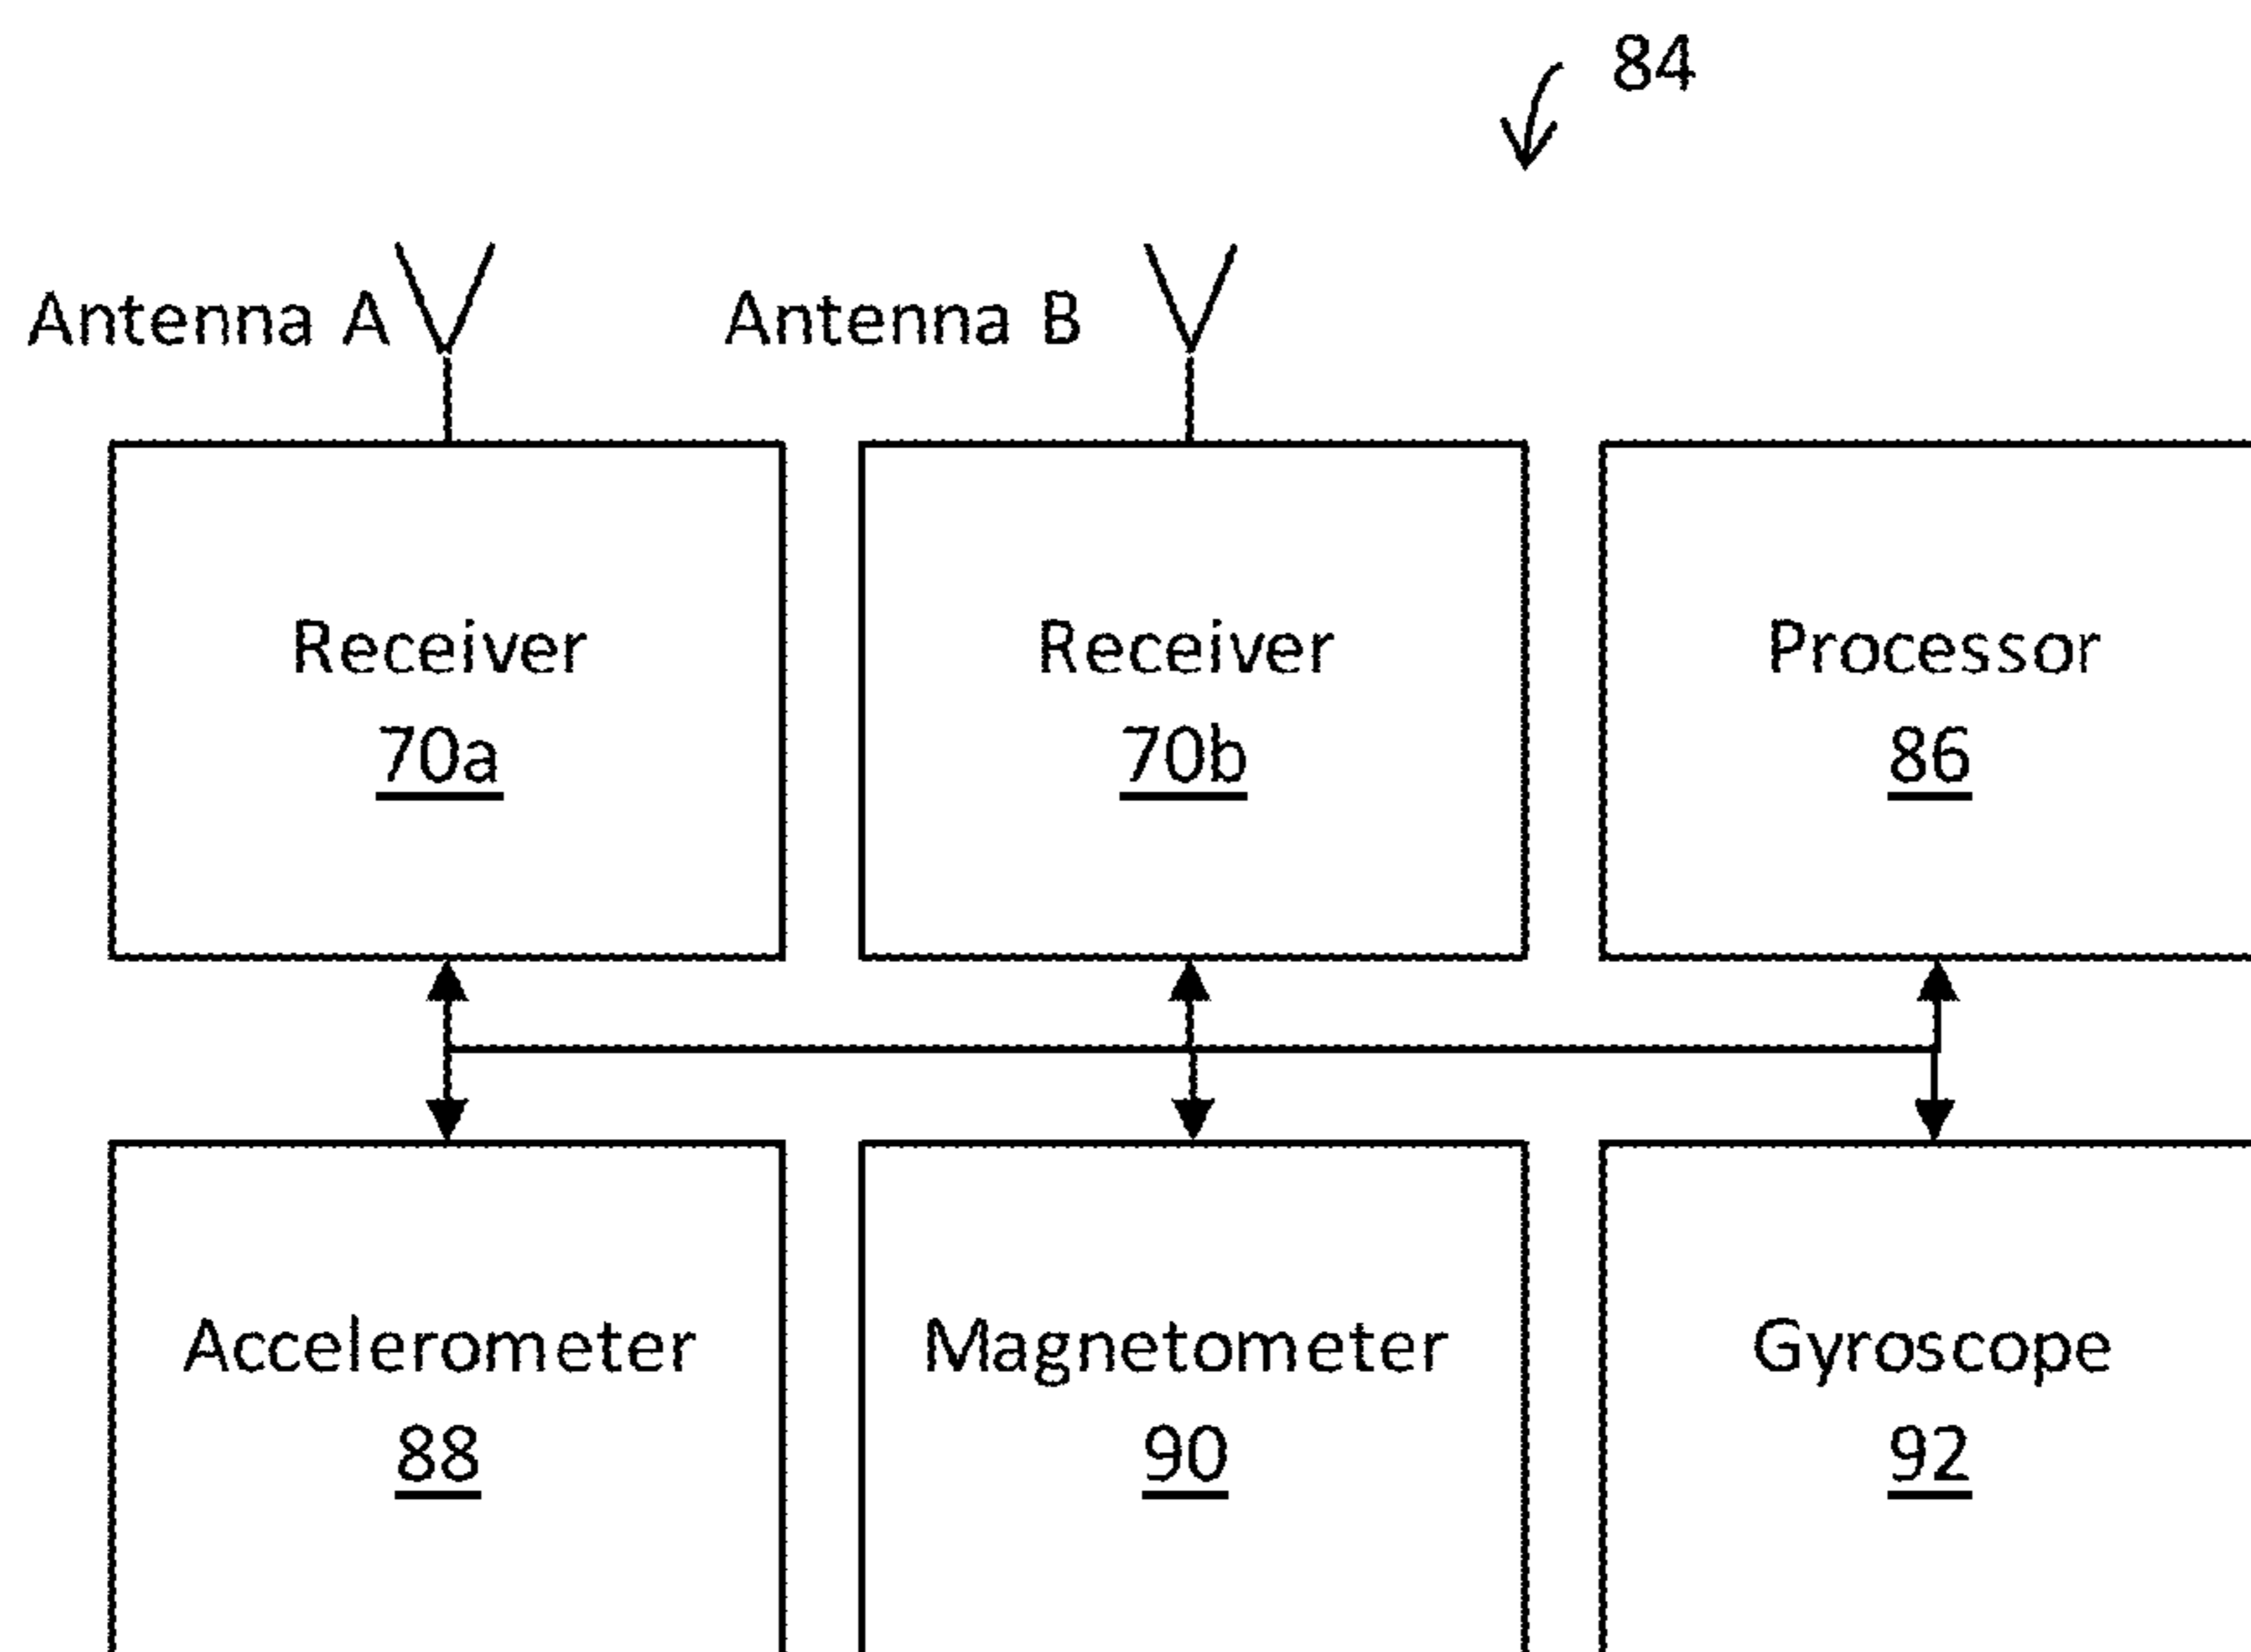 84
Antenna A
Antenna B
Receiver
70a
Receiver
70b
Processor
86
Accelerometer
88
Magnetometer
90
Gyroscope
92